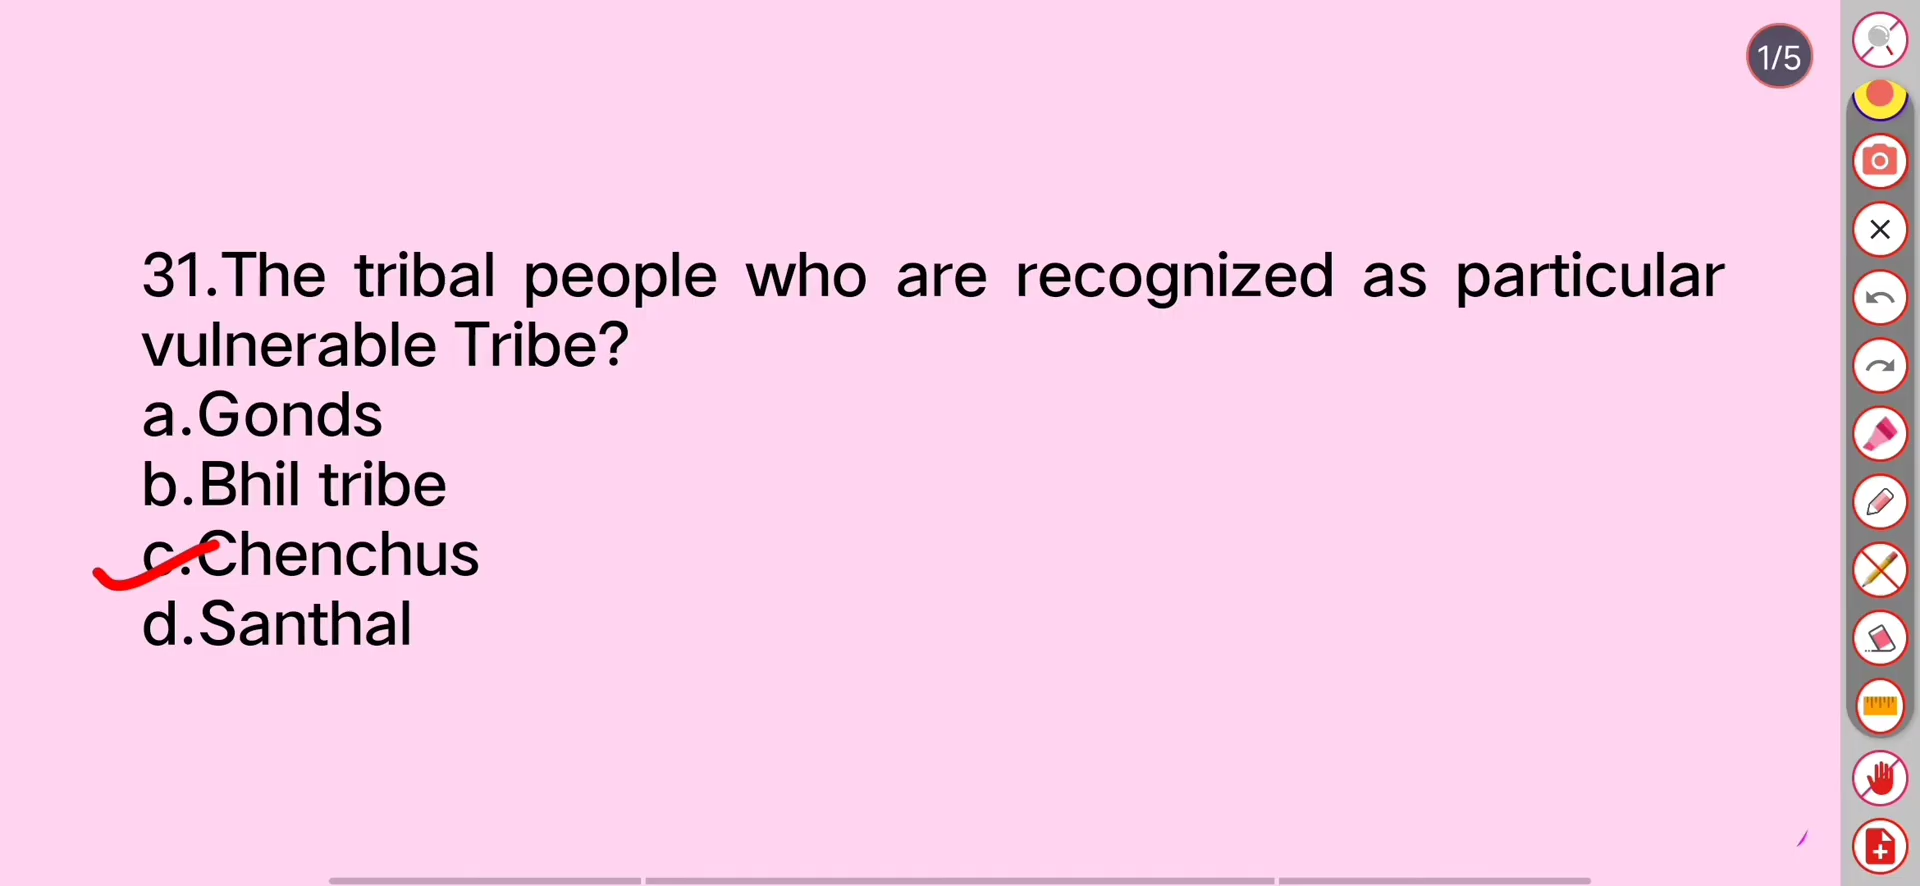 1/5
31.The tribal people who are recognized as particular
vulnerable Tribe?
a.Gonds
b.Bhil tribe
c.Chenchus
d.Santhal